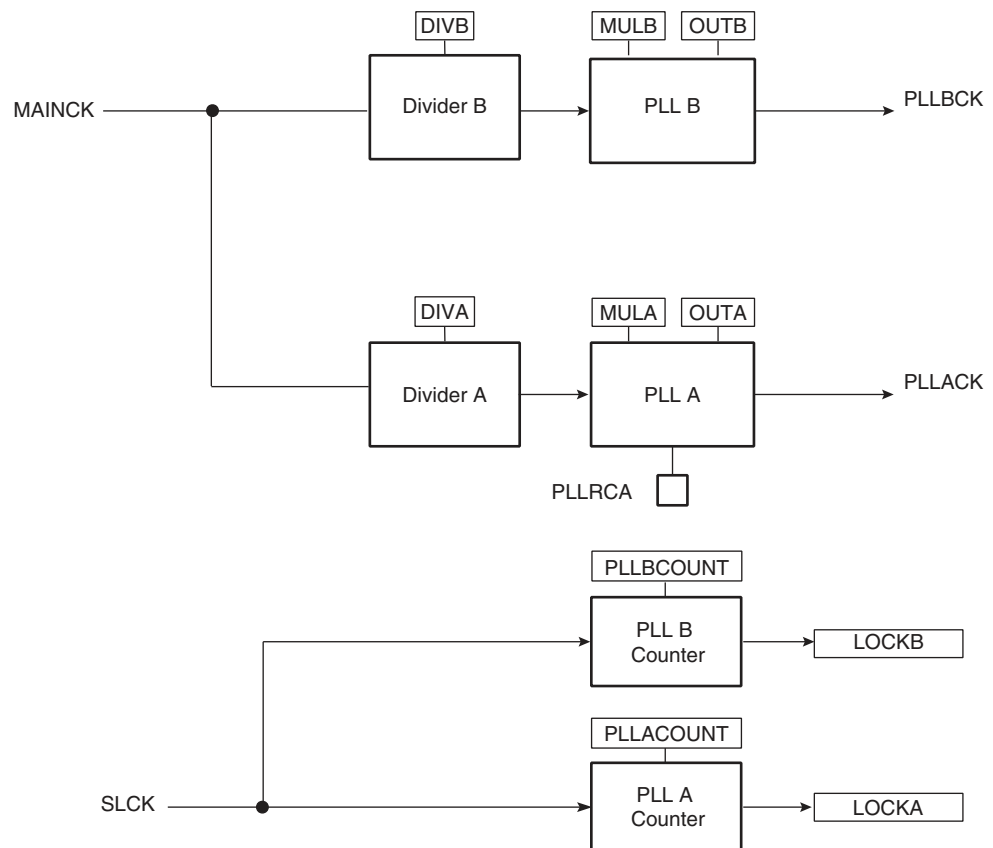 DIVB
MULB
OUTB
MAINCK
Divider B
PLL B
PLLBCK
DIVA
MULA
OUTA
Divider A
PLL A
PLLACK
PLLRCA
PLLBCOUNT
PLL B
Counter
LOCKB
PLLACOUNT
SLCK
PLL A
Counter
LOCKA